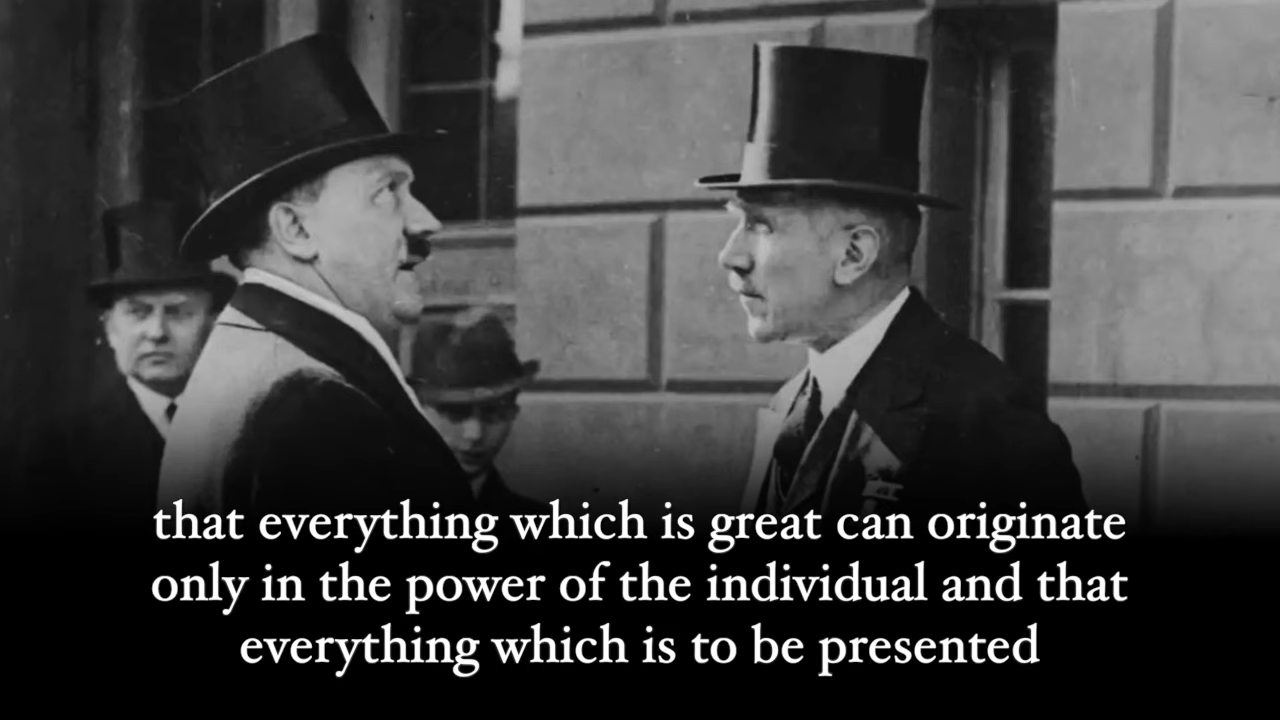 that everything which is great can originate
only in the power of the individual and that
everything which is to be presented